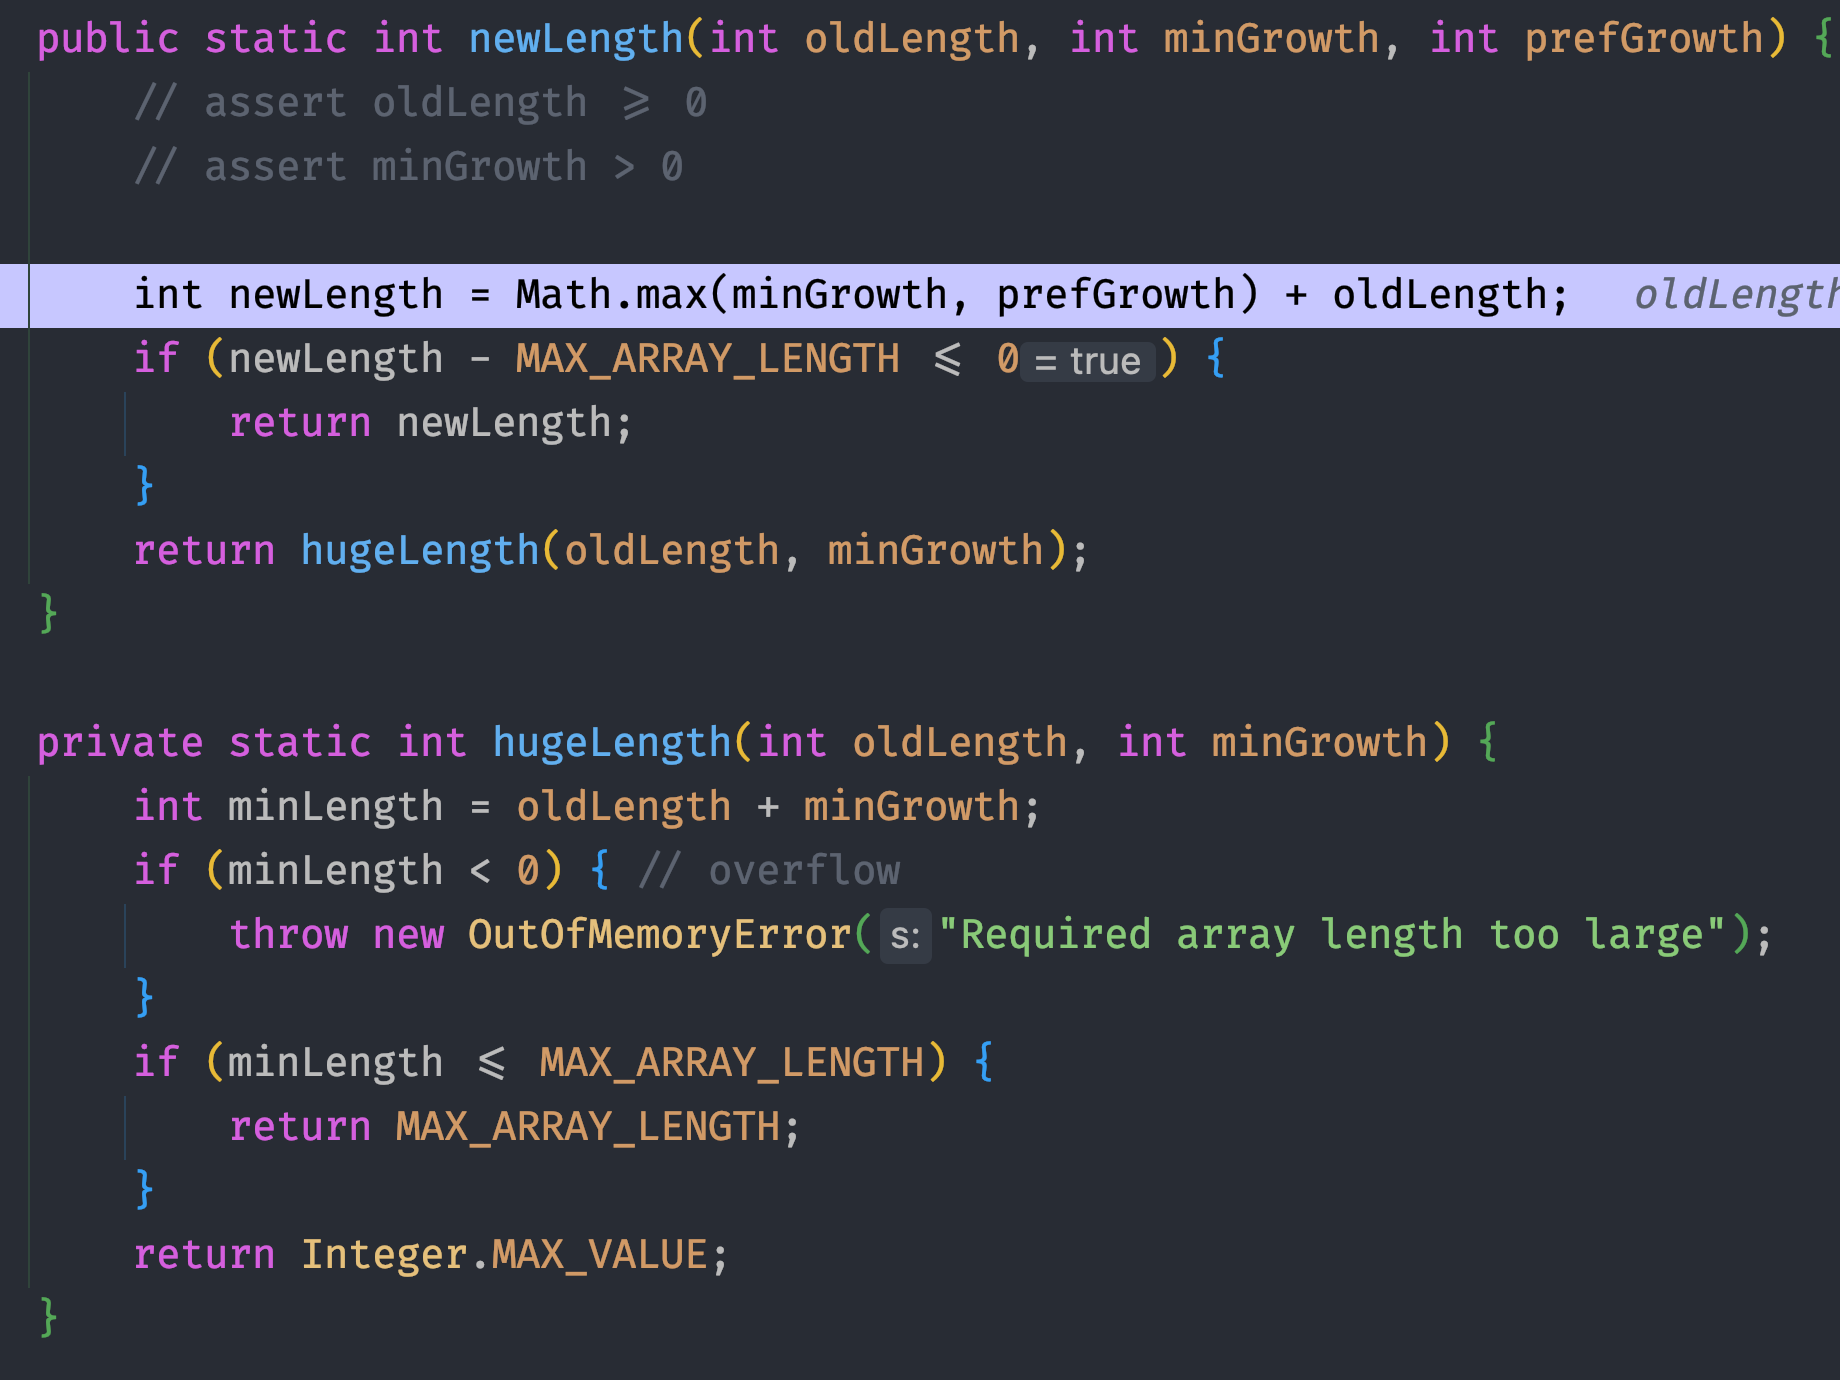 public static int newLength(int oldLength, int minGrowth, int prefGrowth) {
// assert oldLength >= 0
// assert minGrowth > 0
int newLength = Math.max(minGrowth, prefGrowth) + oldLength; oldLength
if (newLength - MAX_ARRAY_LENGTH <= 0 = true ) {
return newLength;
}
return hugeLength(oldLength, minGrowth);
}
private static int hugeLength(int oldLength, int minGrowth) {
int minLength = oldLength + minGrowth;
if (minLength < 0) { // overflow
throw new OutOfMemoryError( s: "Required array length too large");
}
if (minLength <= MAX_ARRAY_LENGTH) {
return MAX_ARRAY_LENGTH;
}
return Integer.MAX_VALUE;
}